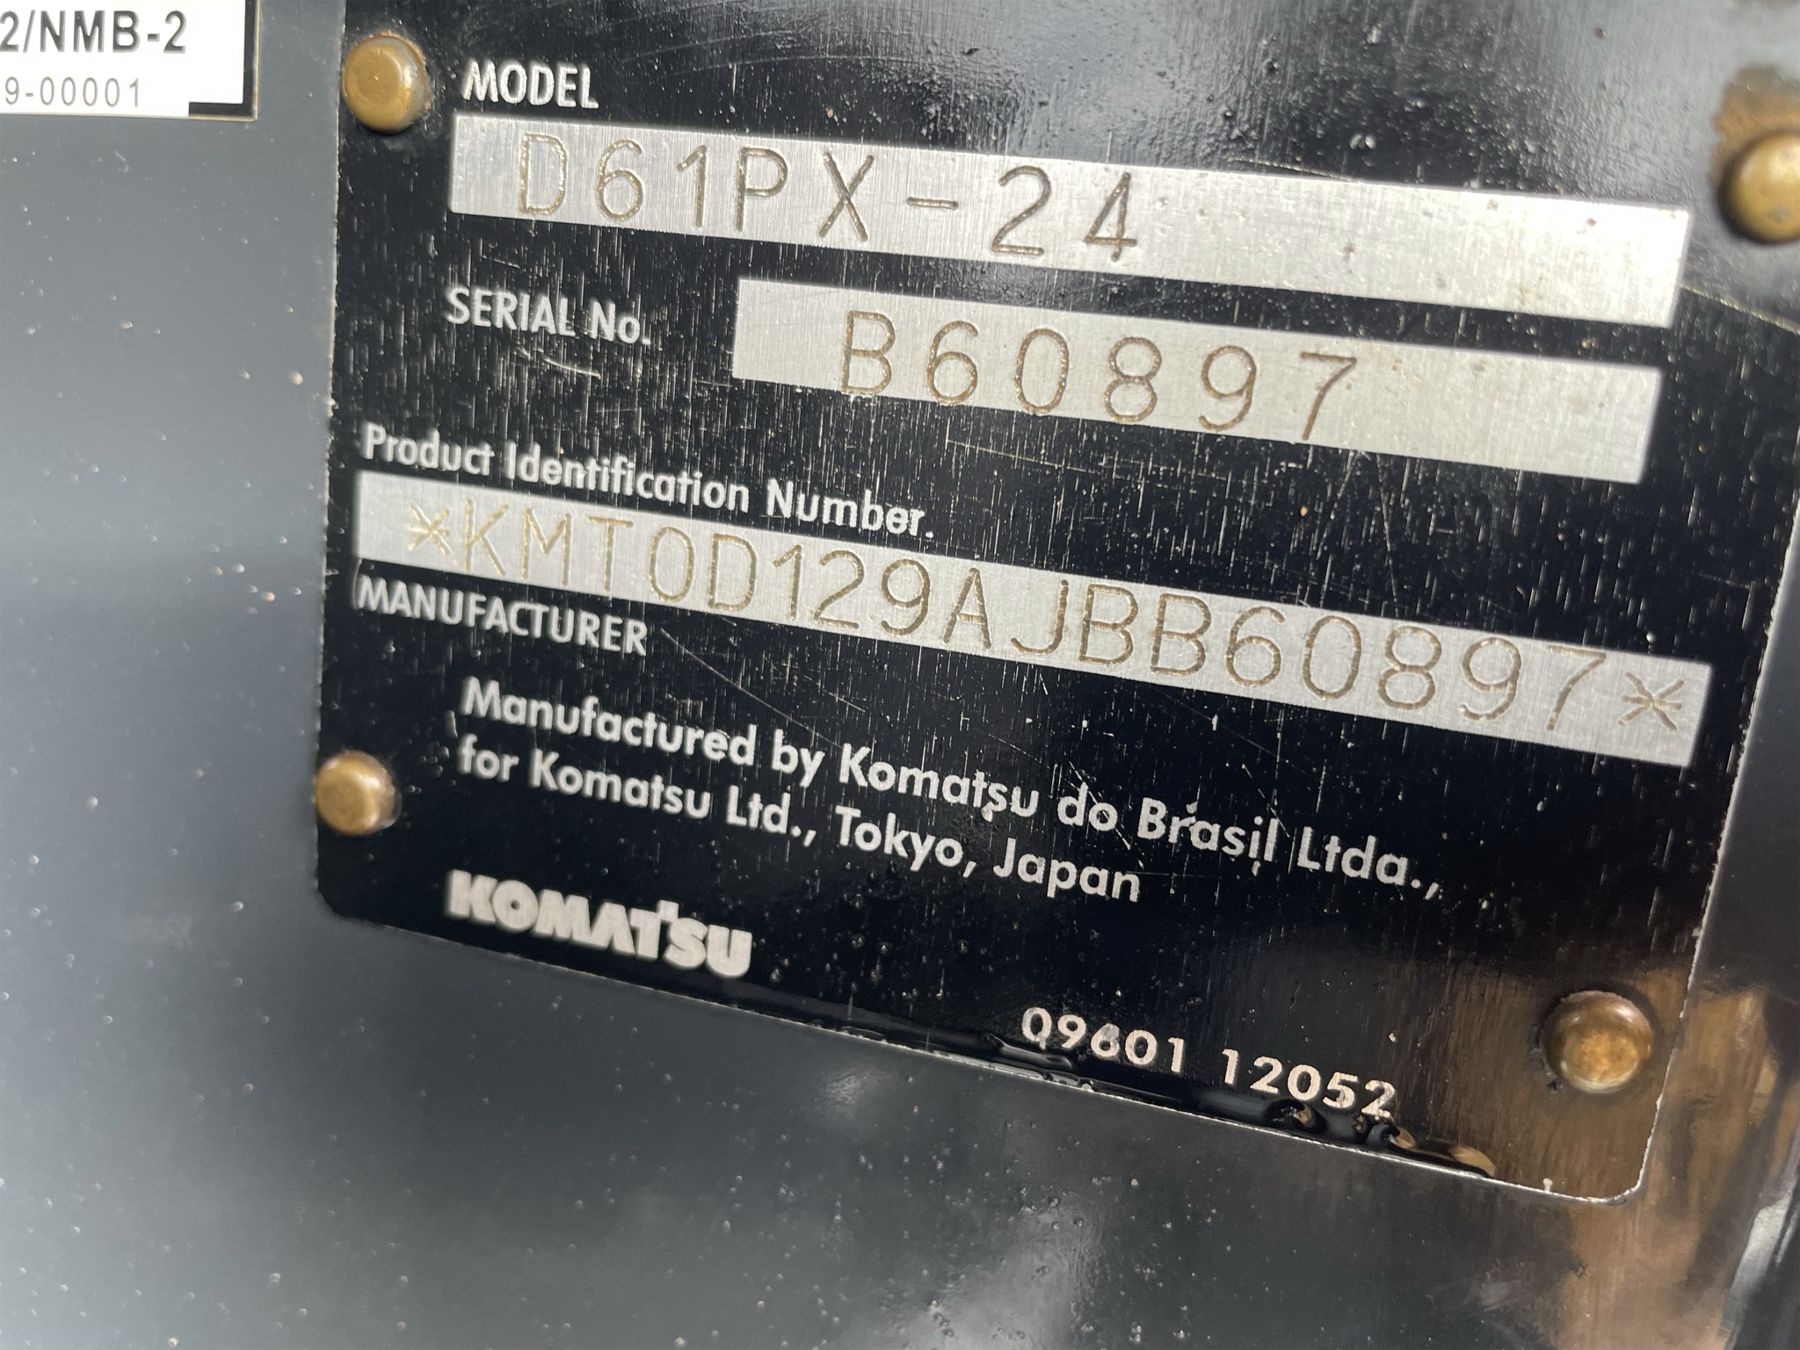 2/NMB-2
9-00001
MODEL
D61PX-24
SERIAL No.
B60897
Product Identification Number.
*KMT0D129AJBB60897*
MANUFACTURER
Manufactured by Komatsu do Brasil Ltda.,
for Komatsu Ltd., Tokyo, Japan
KOMATSU
09601 12052